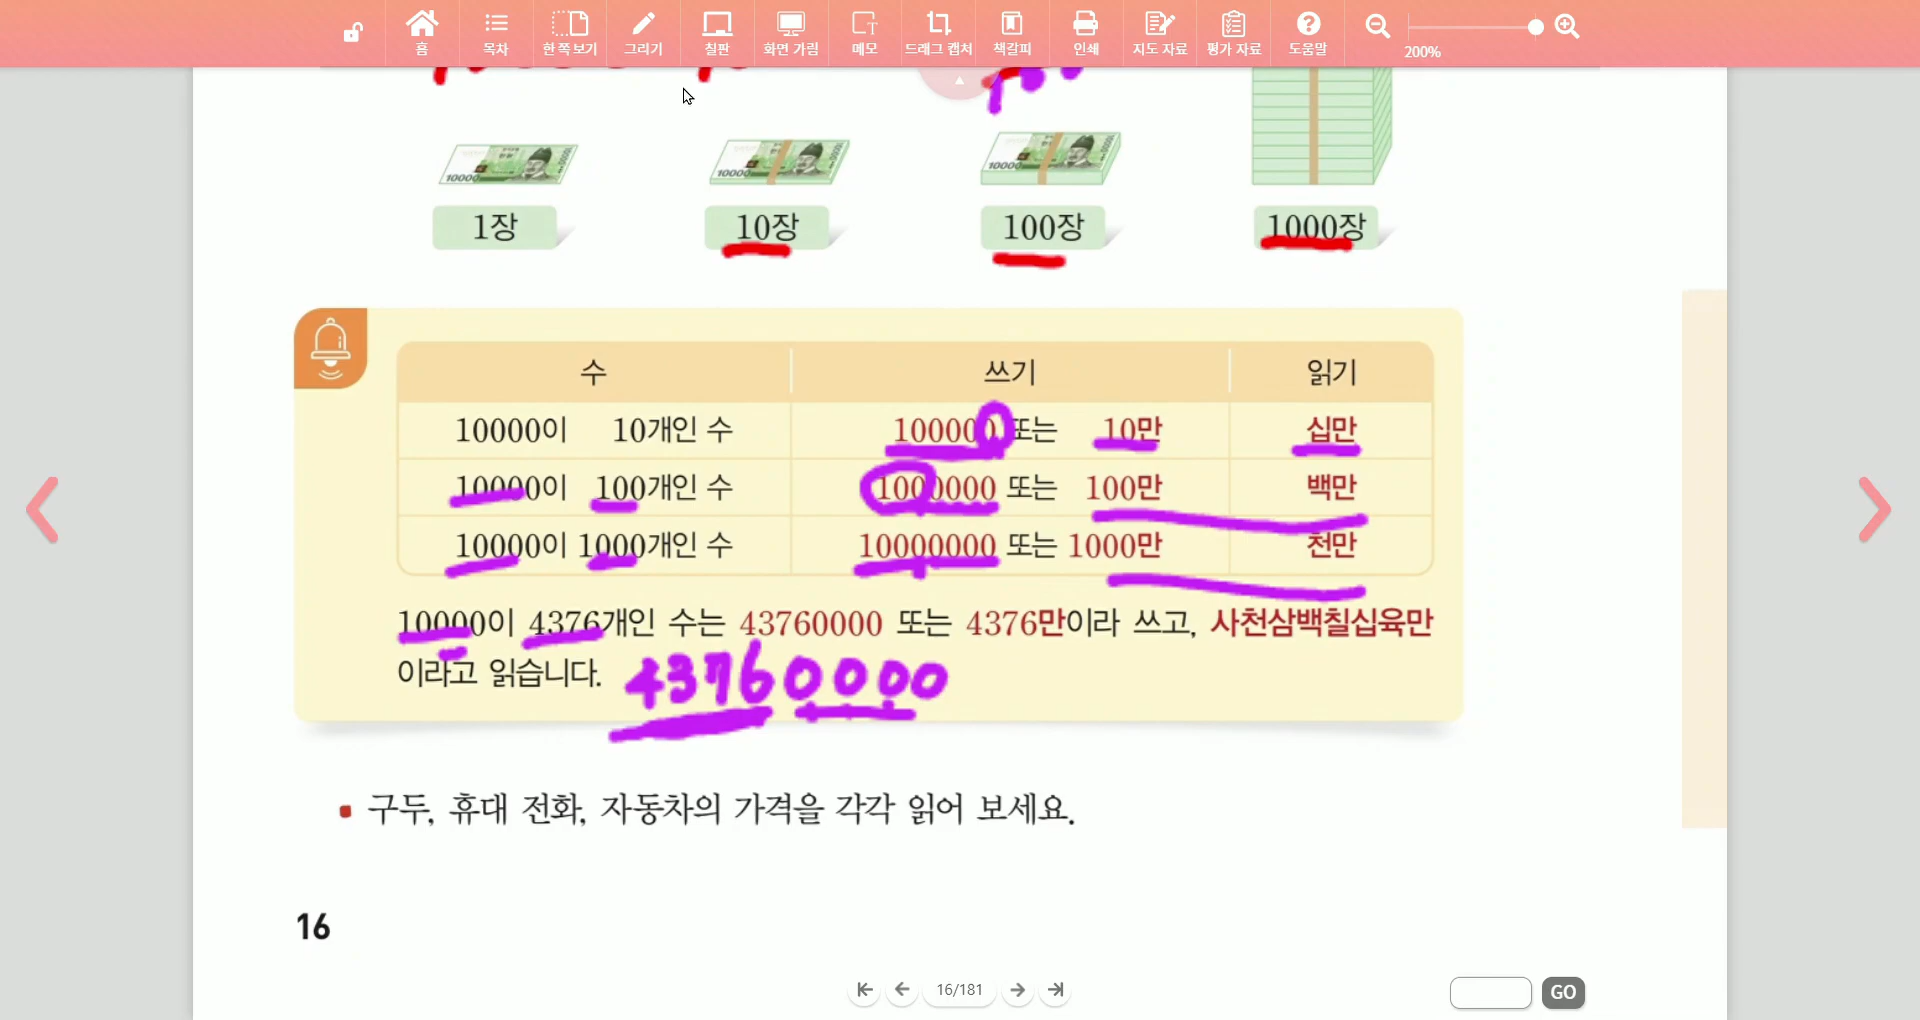 홈 목차 한 쪽 보기 그리기 칠판 화면 가림 메모 드래그 캡처 책갈피 인쇄 지도 자료 평가 자료 도움말 200%
1장 10장 100장 1000장
수 쓰기 읽기
10000이 10개인 수 100000 또는 10만 십만
10000이 100개인 수 1000000 또는 100만 백만
10000이 1000개인 수 10000000 또는 1000만 천만
10000이 4376개인 수는 43760000 또는 4376만이라 쓰고, 사천삼백칠십육만
이라고 읽습니다. 43760000
구두, 휴대 전화, 자동차의 가격을 각각 읽어 보세요.
16
16/181 GO